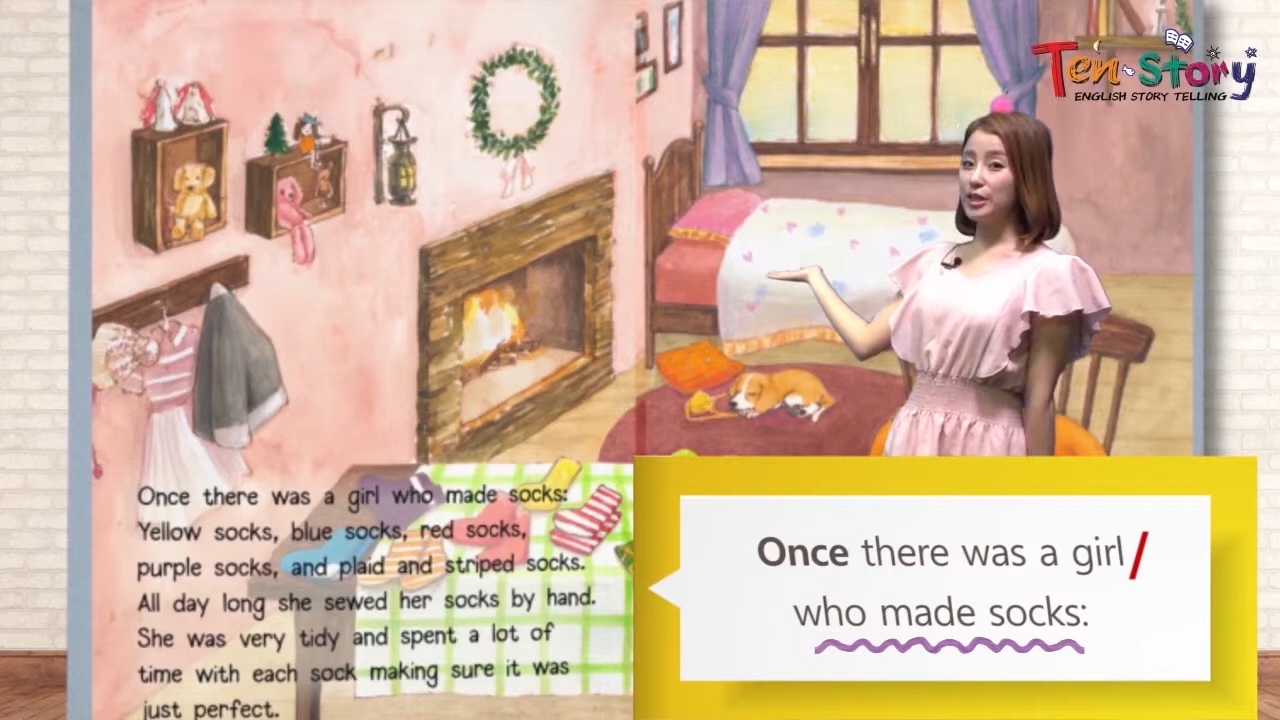 Ten Story
ENGLISH STORY TELLING
Once there was a girl who made socks:
Yellow socks, blue socks, red socks,
purple socks, and plaid and striped socks.
All day long she sewed her socks by hand.
She was very tidy and spent a lot of
time with each sock making sure it was
just perfect.
Once there was a girl/
who made socks: